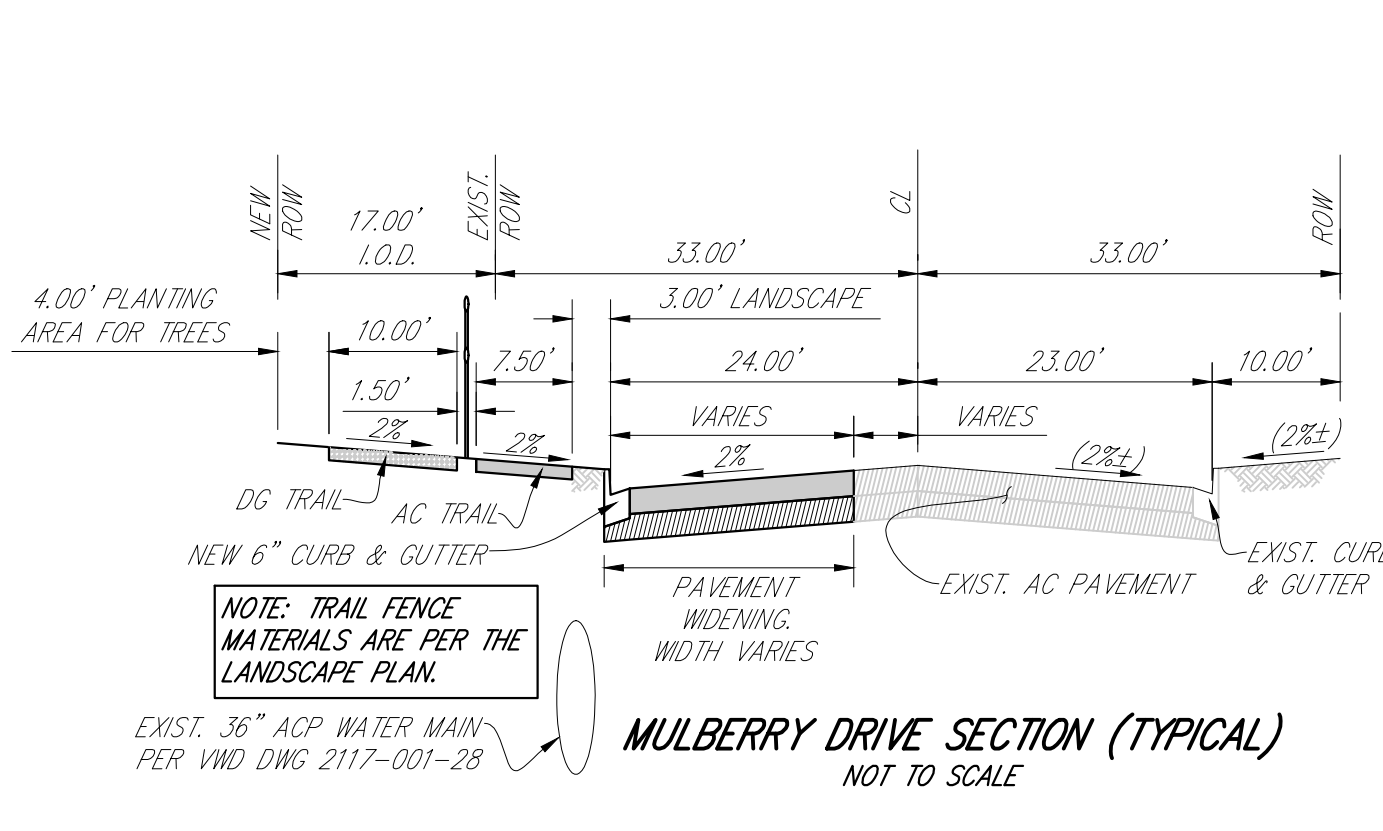 NEW
ROW
17.00'
I.O.D.
EXIST.
ROW
33.00'
CL
33.00'
ROW
4.00' PLANTING
AREA FOR TREES
10.00'
3.00' LANDSCAPE
7.50'
24.00'
23.00'
10.00'
1.50'
VARIES
VARIES
2%
2%
2%
(2%±)
(2%±)
DG TRAIL
AC TRAIL
NEW 6" CURB & GUTTER
PAVEMENT
WIDENING.
WIDTH VARIES
EXIST. AC PAVEMENT
EXIST. CURB
& GUTTER
NOTE: TRAIL FENCE
MATERIALS ARE PER THE
LANDSCAPE PLAN.
EXIST. 36" ACP WATER MAIN
PER VWD DWG 2117-001-28
MULBERRY DRIVE SECTION (TYPICAL)
NOT TO SCALE